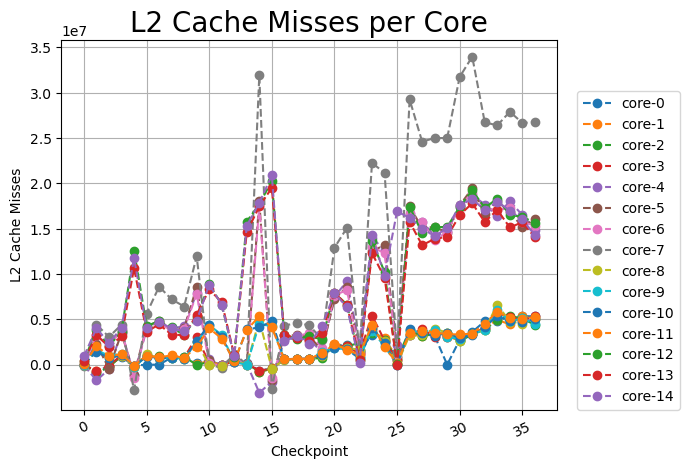 L2 Cache Misses per Core
1e7
3.5
3.0
2.5
2.0
1.5
1.0
0.5
0.0
L2 Cache Misses
0
5
10
15
20
25
30
35
Checkpoint
core-0
core-1
core-2
core-3
core-4
core-5
core-6
core-7
core-8
core-9
core-10
core-11
core-12
core-13
core-14